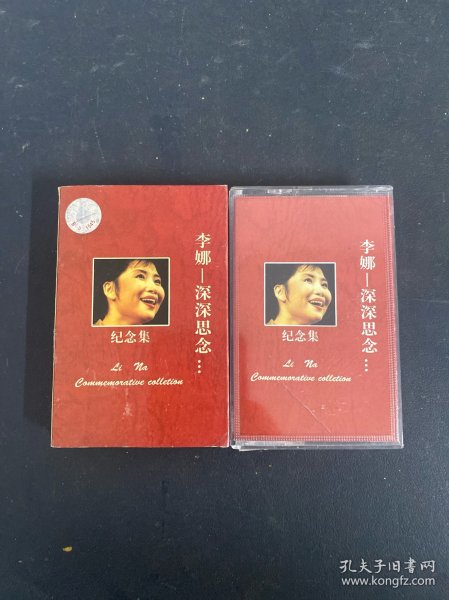 李娜—深深思念…
纪念集
Li Na
Commemorative colletion
李娜—深深思念…
纪念集
Li Na
Commemorative colletion
孔夫子旧书网
www.kongfz.com